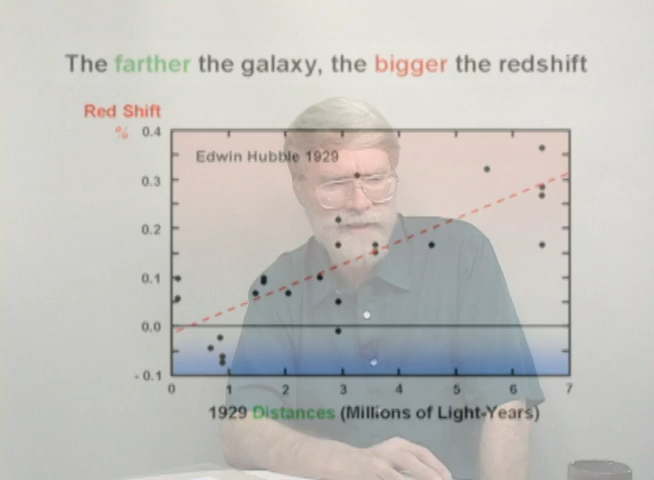 The farther the galaxy, the bigger the redshift
Red Shift
%
Edwin Hubble 1929
0.4
0.3
0.2
0.1
0.0
- 0.1
0 1 2 3 4 5 6 7
1929 Distances (Millions of Light-Years)